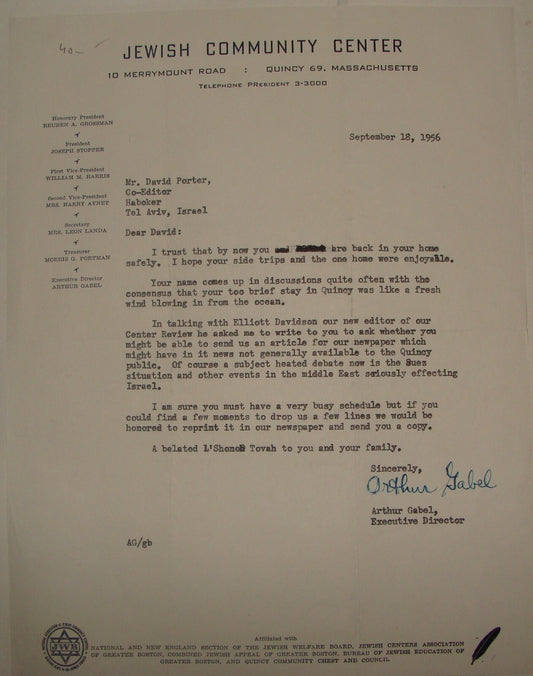 40—
JEWISH COMMUNITY CENTER
10 MERRYMOUNT ROAD : QUINCY 69, MASSACHUSETTS
TELEPHONE PRESIDENT 3-3000
Honorary President
REUBEN A. GROSSMAN
President
JOSEPH STOPPER
First Vice-President
WILLIAM M. HARRIS
Second Vice-President
MRS. HARRY AVNET
Secretary
MRS. LEON LANDA
Treasurer
MORRIS G. PORTMAN
Executive Director
ARTHUR GABEL
September 18, 1956
Mr. David Porter,
Co-Editor
Haboker
Tel Aviv, Israel
Dear David:
I trust that by now you are back in your home
safely. I hope your side trips and the one home were enjoyable.
Your name comes up in discussions quite often with the
consensus that your too brief stay in Quincy was like a fresh
wind blowing in from the ocean.
In talking with Elliott Davidson our new editor of our
Center Review he asked me to write to you to ask whether you
might be able to send us an article for our newpaper which
might have in it news not generally available to the Quincy
public. Of course a subject heated debate now is the Suez
situation and other events in the middle East seriously effecting
Israel.
I am sure you must have a very busy schedule but if you
could find a few moments to drop us a few lines we would be
honored to reprint it in our newspaper and send you a copy.
A belated L'Shonoh Tovah to you and your family.
Sincerely,
Arthur Gabel
Arthur Gabel,
Executive Director
AG/gb
JWB
Affiliated with
NATIONAL AND NEW ENGLAND SECTION OF THE JEWISH WELFARE BOARD, JEWISH CENTERS ASSOCIATION
OF GREATER BOSTON, COMBINED JEWISH APPEAL OF GREATER BOSTON, BUREAU OF JEWISH EDUCATION OF
GREATER BOSTON, AND QUINCY COMMUNITY CHEST AND COUNCIL